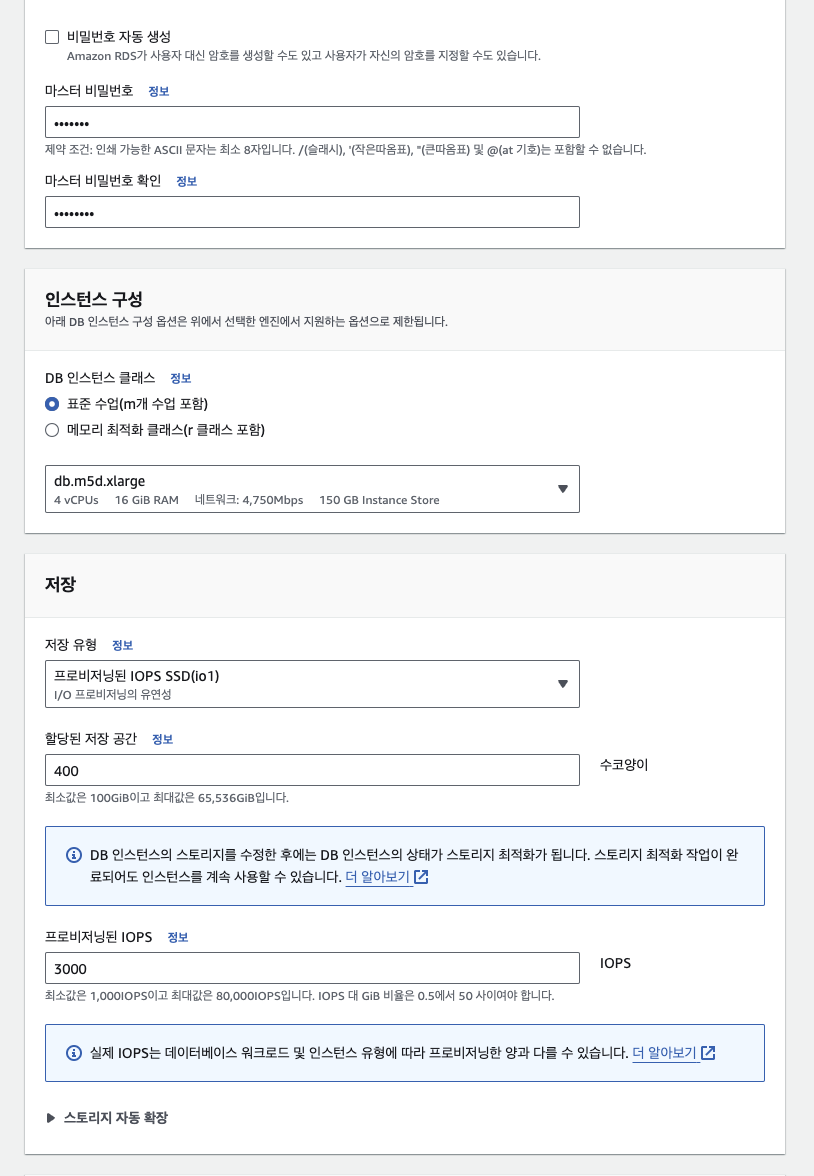 비밀번호 자동 생성
Amazon RDS가 사용자 대신 암호를 생성할 수도 있고 사용자가 자신의 암호를 지정할 수도 있습니다.
마스터 비밀번호 정보
•••••••
제약 조건: 인쇄 가능한 ASCII 문자는 최소 8자입니다. /(슬래시), '(작은따옴표), "(큰따옴표) 및 @(at 기호)는 포함할 수 없습니다.
마스터 비밀번호 확인 정보
••••••••
인스턴스 구성
아래 DB 인스턴스 구성 옵션은 위에서 선택한 엔진에서 지원하는 옵션으로 제한됩니다.
DB 인스턴스 클래스 정보
표준 수업(m개 수업 포함)
메모리 최적화 클래스(r 클래스 포함)
db.m5d.xlarge
4 vCPUs 16 GiB RAM 네트워크: 4,750Mbps 150 GB Instance Store
저장
저장 유형 정보
프로비저닝된 IOPS SSD(io1)
I/O 프로비저닝의 유연성
할당된 저장 공간 정보
400 수코양이
최소값은 100GiB이고 최대값은 65,536GiB입니다.
DB 인스턴스의 스토리지를 수정한 후에는 DB 인스턴스의 상태가 스토리지 최적화가 됩니다. 스토리지 최적화 작업이 완
료되어도 인스턴스를 계속 사용할 수 있습니다. 더 알아보기
프로비저닝된 IOPS 정보
3000 IOPS
최소값은 1,000IOPS이고 최대값은 80,000IOPS입니다. IOPS 대 GiB 비율은 0.5에서 50 사이여야 합니다.
실제 IOPS는 데이터베이스 워크로드 및 인스턴스 유형에 따라 프로비저닝한 양과 다를 수 있습니다. 더 알아보기
스토리지 자동 확장